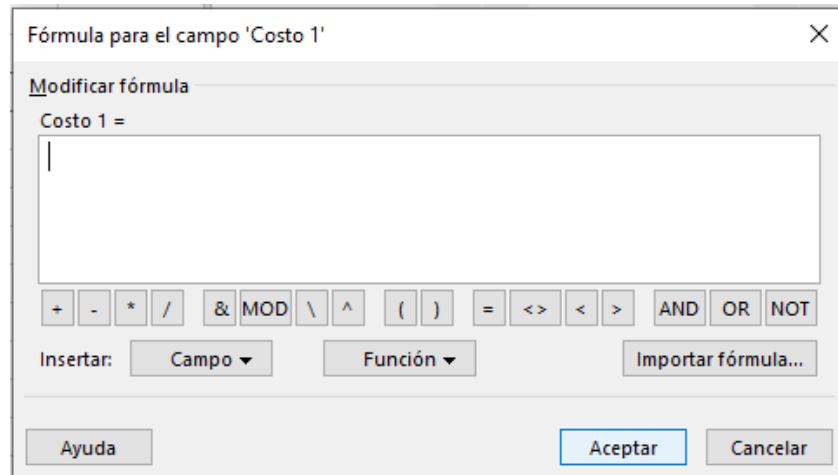 Fórmula para el campo 'Costo 1'
Modificar fórmula
Costo 1 =
+ - * / & MOD \ ^ ( ) = <> < > AND OR NOT
Insertar: Campo Función Importar fórmula...
Ayuda Aceptar Cancelar